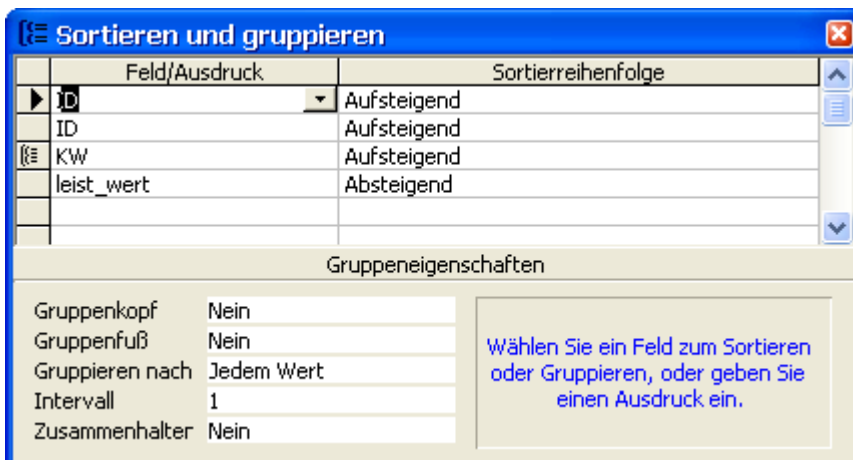 Sortieren und gruppieren
Feld/Ausdruck Sortierreihenfolge
ID Aufsteigend
ID Aufsteigend
KW Aufsteigend
leist_wert Absteigend
Gruppeneigenschaften
Gruppenkopf Nein
Gruppenfuß Nein
Gruppieren nach Jedem Wert
Intervall 1
Zusammenhalter Nein
Wählen Sie ein Feld zum Sortieren
oder Gruppieren, oder geben Sie
einen Ausdruck ein.